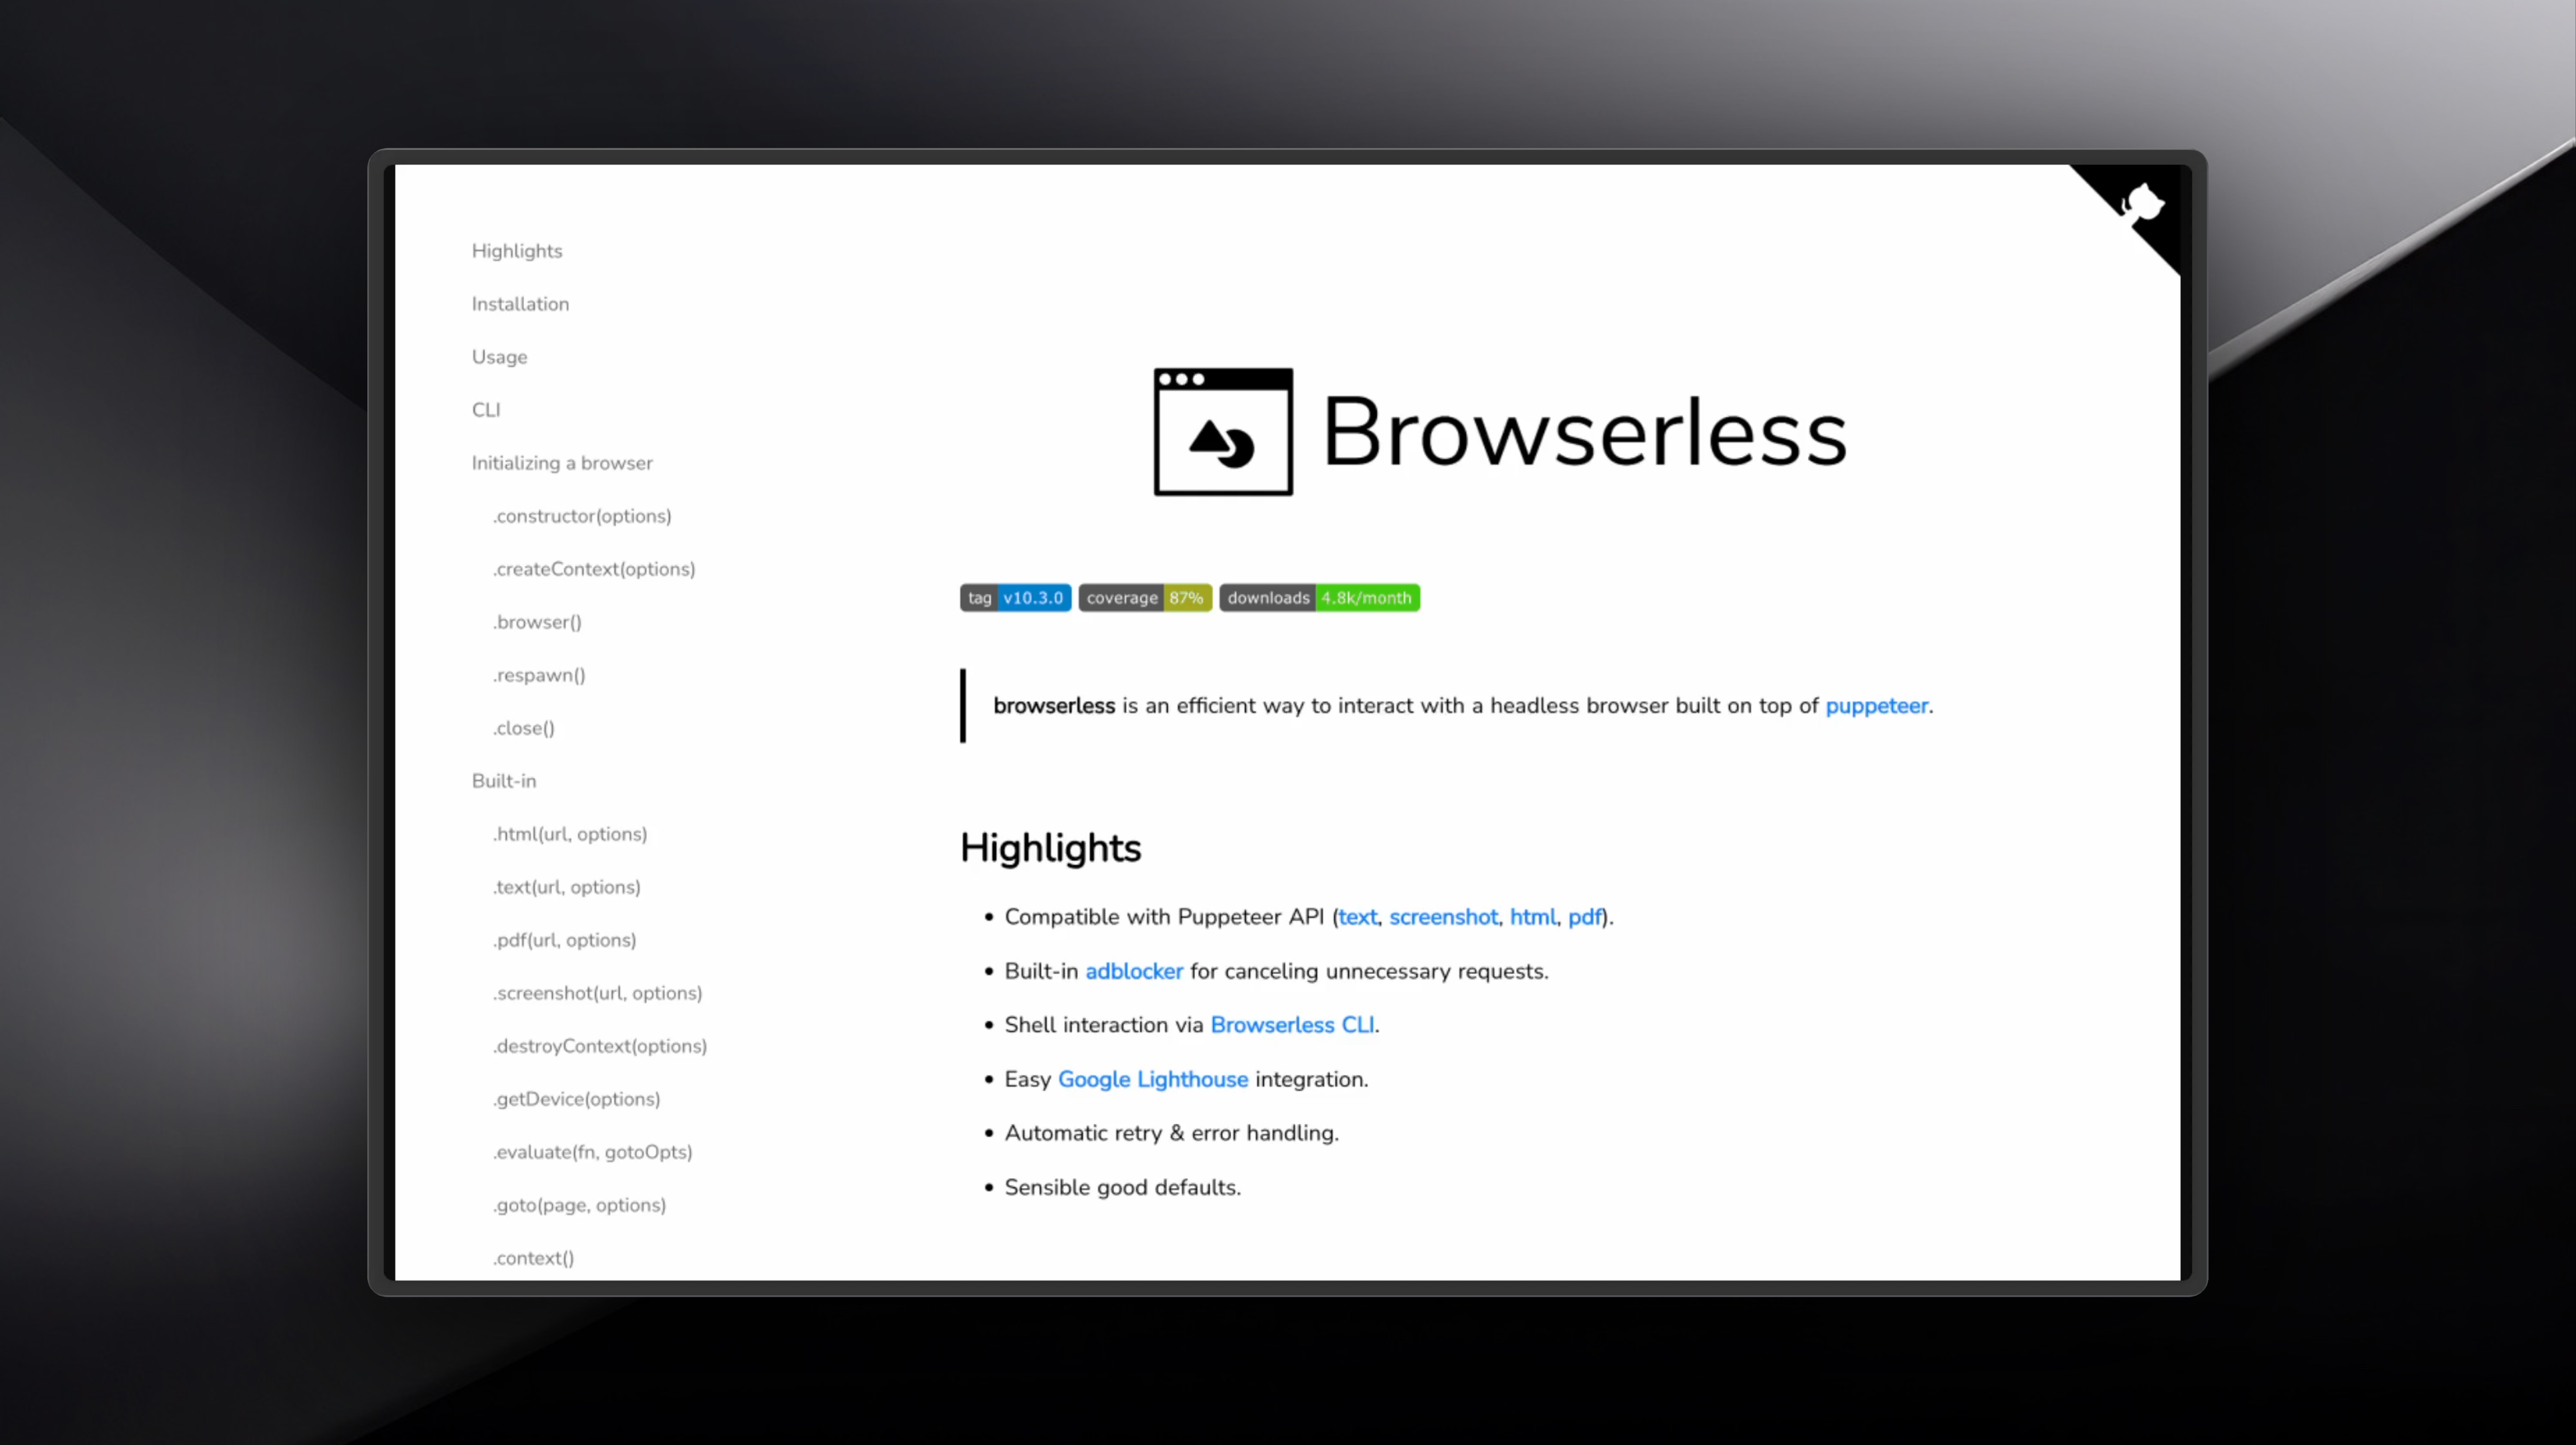 Highlights
Installation
Usage
CLI
Initializing a browser
.constructor(options)
.createContext(options)
.browser()
.respawn()
.close()
Built-in
.html(url, options)
.text(url, options)
.pdf(url, options)
.screenshot(url, options)
.destroyContext(options)
.getDevice(options)
.evaluate(fn, gotoOpts)
.goto(page, options)
.context()
Browserless
tag v10.3.0 coverage 87% downloads 4.8k/month
browserless is an efficient way to interact with a headless browser built on top of puppeteer.
Highlights
• Compatible with Puppeteer API (text, screenshot, html, pdf).
• Built-in adblocker for canceling unnecessary requests.
• Shell interaction via Browserless CLI.
• Easy Google Lighthouse integration.
• Automatic retry & error handling.
• Sensible good defaults.